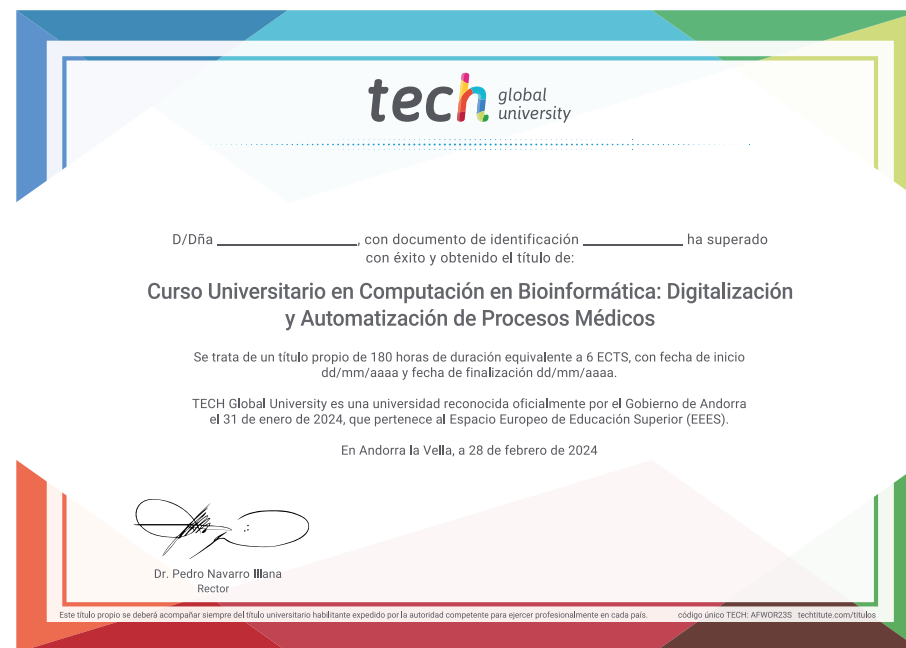 tech global
university
D/Dña ____________________, con documento de identificación ______________ ha superado
con éxito y obtenido el título de:
Curso Universitario en Computación en Bioinformática: Digitalización
y Automatización de Procesos Médicos
Se trata de un título propio de 180 horas de duración equivalente a 6 ECTS, con fecha de inicio
dd/mm/aaaa y fecha de finalización dd/mm/aaaa.
TECH Global University es una universidad reconocida oficialmente por el Gobierno de Andorra
el 31 de enero de 2024, que pertenece al Espacio Europeo de Educación Superior (EEES).
En Andorra la Vella, a 28 de febrero de 2024
Dr. Pedro Navarro Illana
Rector
Este título propio se deberá acompañar siempre del título universitario habilitante expedido por la autoridad competente para ejercer profesionalmente en cada país. código único TECH: AFWOR23S techtitute.com/titulos